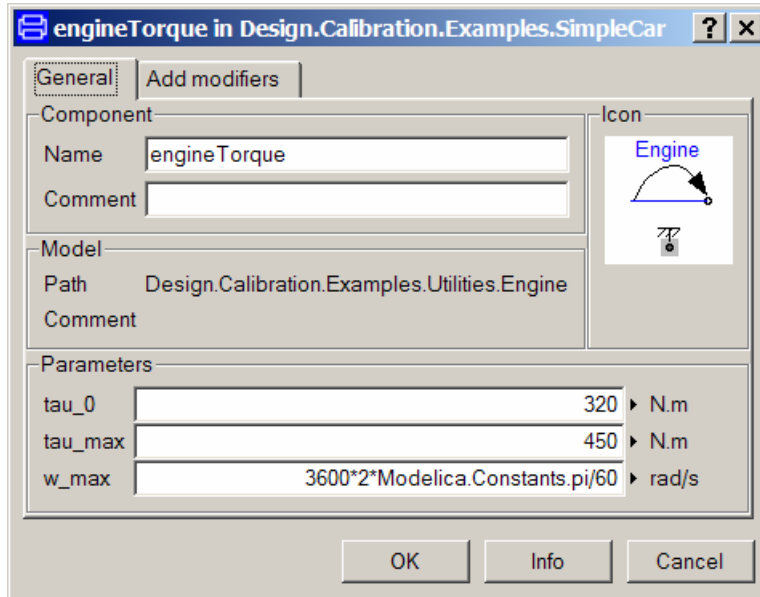 engineTorque in Design.Calibration.Examples.SimpleCar ? ×
General Add modifiers
Component
Name engineTorque
Comment
Icon
Engine
Model
Path Design.Calibration.Examples.Utilities.Engine
Comment
Parameters
tau_0 320 N.m
tau_max 450 N.m
w_max 3600*2*Modelica.Constants.pi/60 rad/s
OK Info Cancel